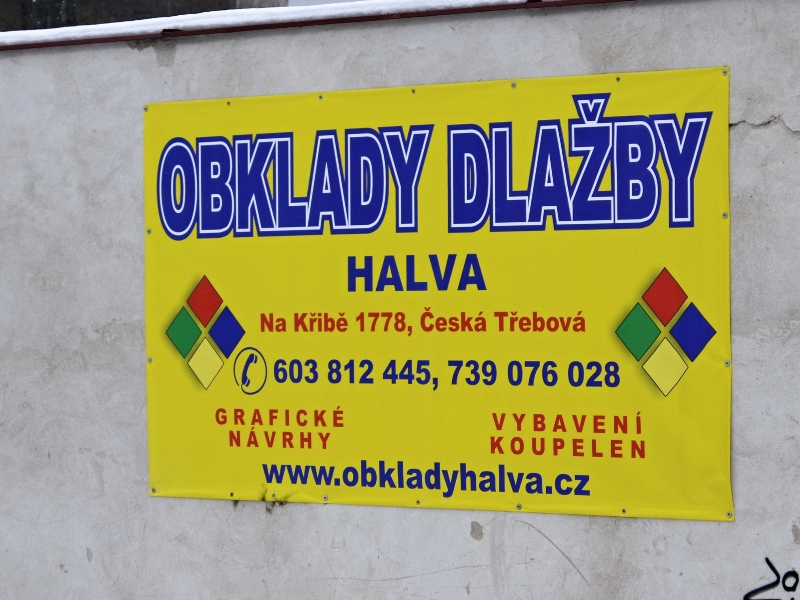 OBKLADY DLAŽBY
HALVA
Na Křibě 1778, Česká Třebová
603 812 445, 739 076 028
GRAFICKÉ
NÁVRHY
VYBAVENÍ
KOUPELEN
www.obkladyhalva.cz